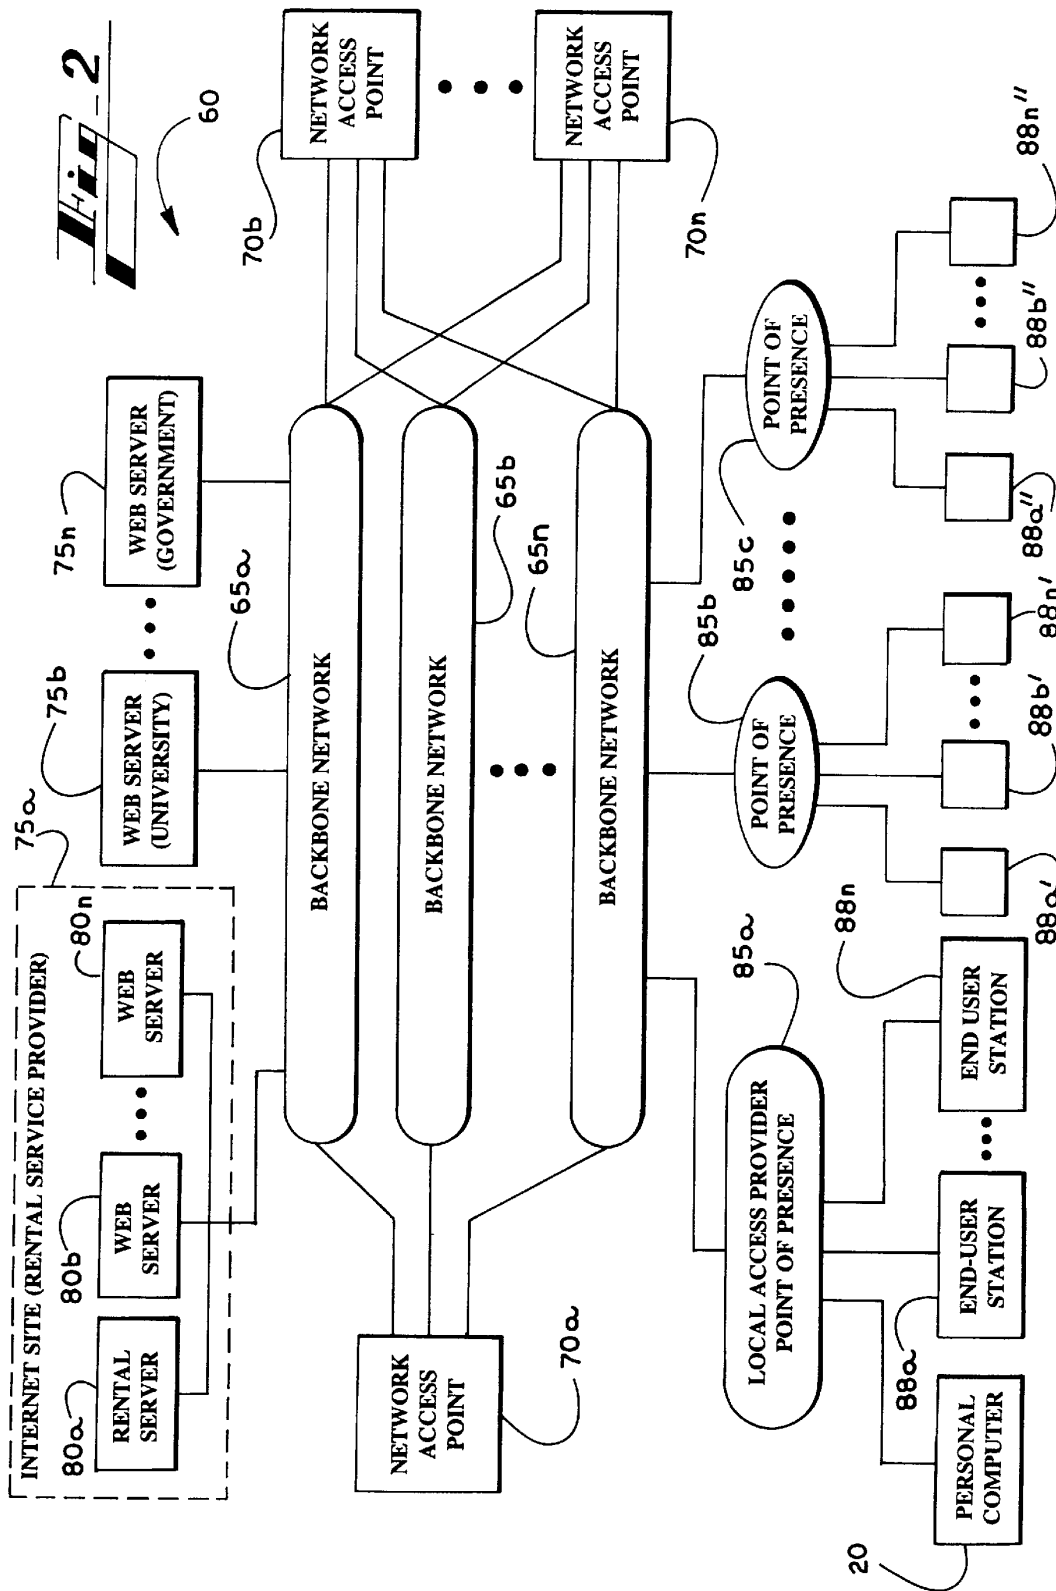 Fig-2
60
INTERNET SITE (RENTAL SERVICE PROVIDER)
75a
80a
RENTAL
SERVER
80b
WEB
SERVER
80n
WEB
SERVER
75b
WEB SERVER
(UNIVERSITY)
75n
WEB SERVER
(GOVERNMENT)
65a
BACKBONE NETWORK
BACKBONE NETWORK
65b
65n
BACKBONE NETWORK
NETWORK
ACCESS
POINT
70a
NETWORK
ACCESS
POINT
70b
NETWORK
ACCESS
POINT
70n
85a
LOCAL ACCESS PROVIDER
POINT OF PRESENCE
85b
POINT OF
PRESENCE
85c
POINT OF
PRESENCE
20
PERSONAL
COMPUTER
88a
END-USER
STATION
88n
END USER
STATION
88a'
88b'
88n'
88a"
88b"
88n"